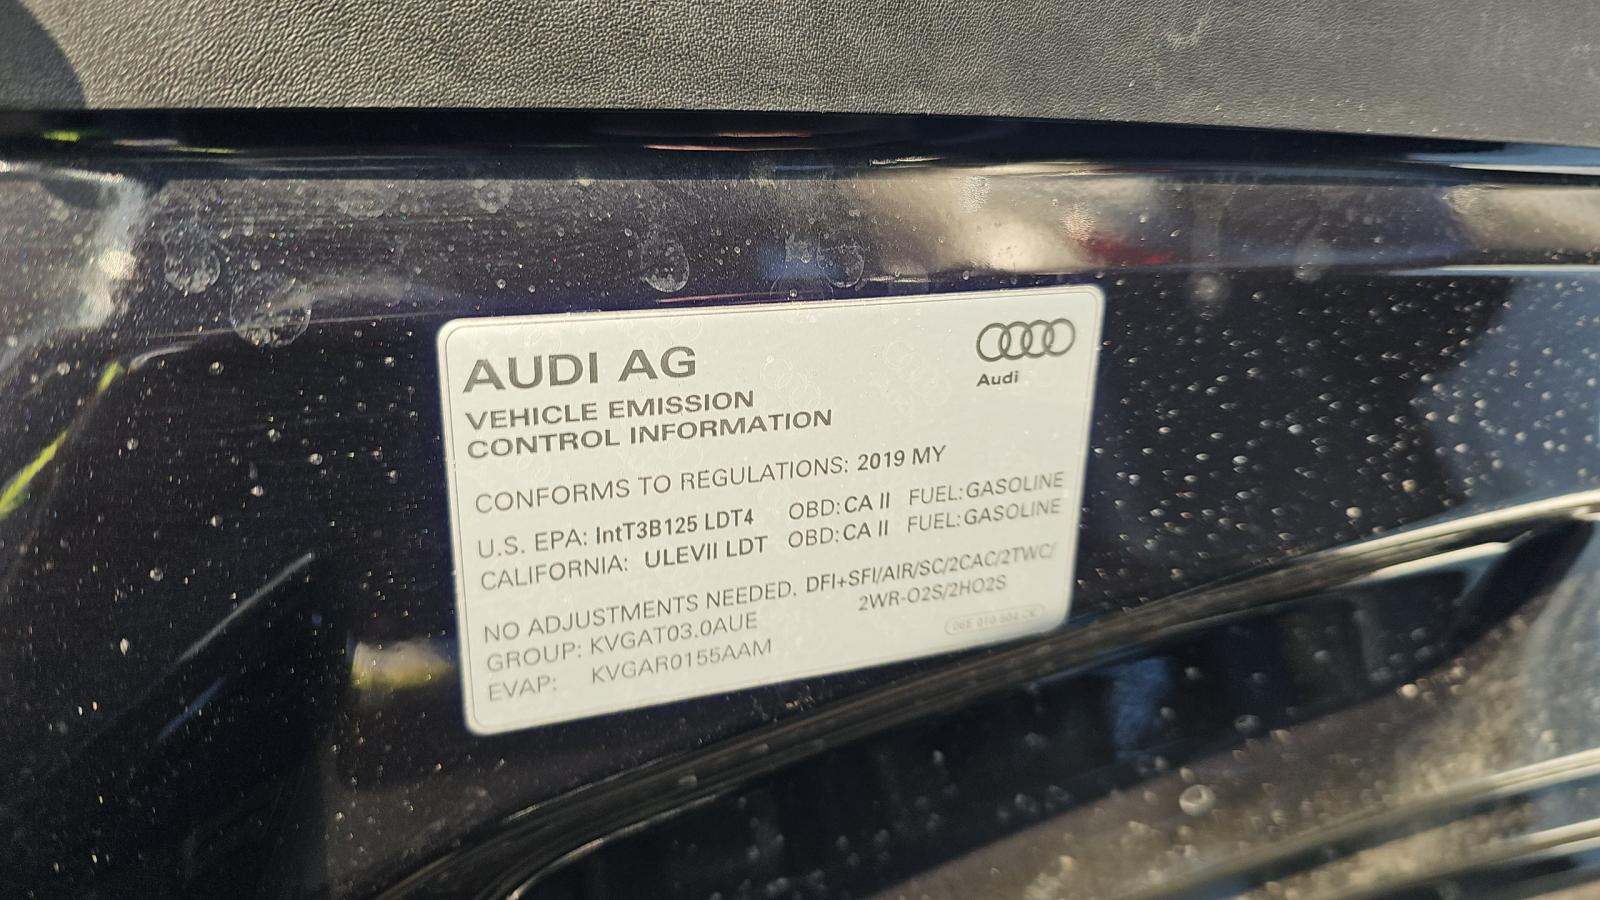 AUDI AG
Audi
VEHICLE EMISSION
CONTROL INFORMATION
CONFORMS TO REGULATIONS: 2019 MY
U.S. EPA: IntT3B125 LDT4 OBD: CA II FUEL: GASOLINE
CALIFORNIA: ULEVII LDT OBD: CA II FUEL: GASOLINE
NO ADJUSTMENTS NEEDED. DFI+SFI/AIR/SC/2CAC/2TWC/
2WR-O2S/2HO2S
GROUP: KVGAT03.0AUE
EVAP: KVGAR0155AAM